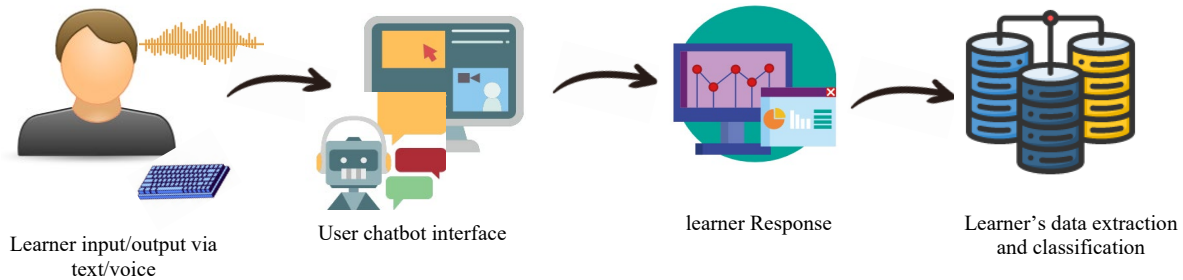 Learner input/output via
text/voice
User chatbot interface
learner Response
Learner’s data extraction
and classification